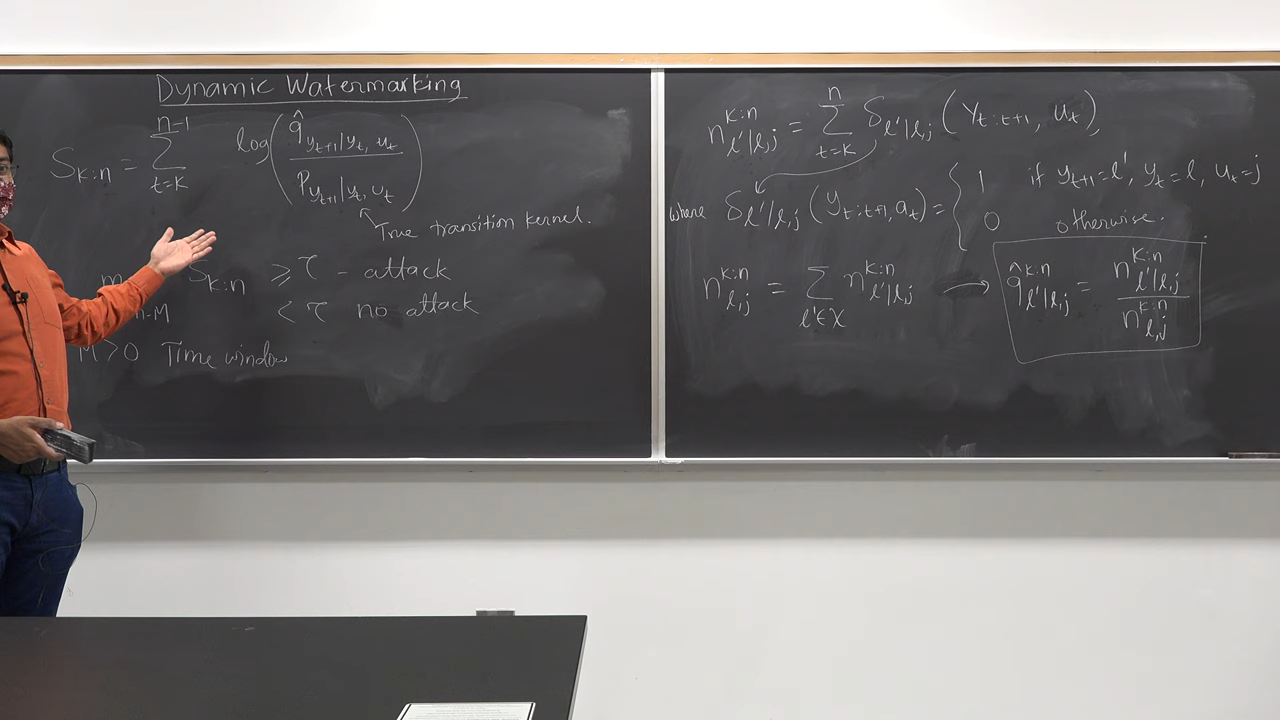 Dynamic Watermarking
S_{k:n} = \sum_{t=k}^{n-1} log( \hat{q}_{y_{t+1}|y_t, u_t} / P_{y_{t+1}|y_t, u_t} )
True transition kernel.
S_{k:n} ⩾ τ - attack
< τ no attack
M>0 Time window
n^{k:n}_{l'|l,j} = \sum_{t=k}^{n} δ_{l'|l,j} (y_{t:t+1}, u_t),
where δ_{l'|l,j} (y_{t:t+1}, a_t) = { 1 if y_{t+1}=l', y_t=l, u_t=j
0 otherwise.
n^{k:n}_{l,j} = \sum_{l'∈X} n^{k:n}_{l'|l,j} → \hat{q}^{k:n}_{l'|l,j} = n^{k:n}_{l'|l,j} / n^{k:n}_{l,j}